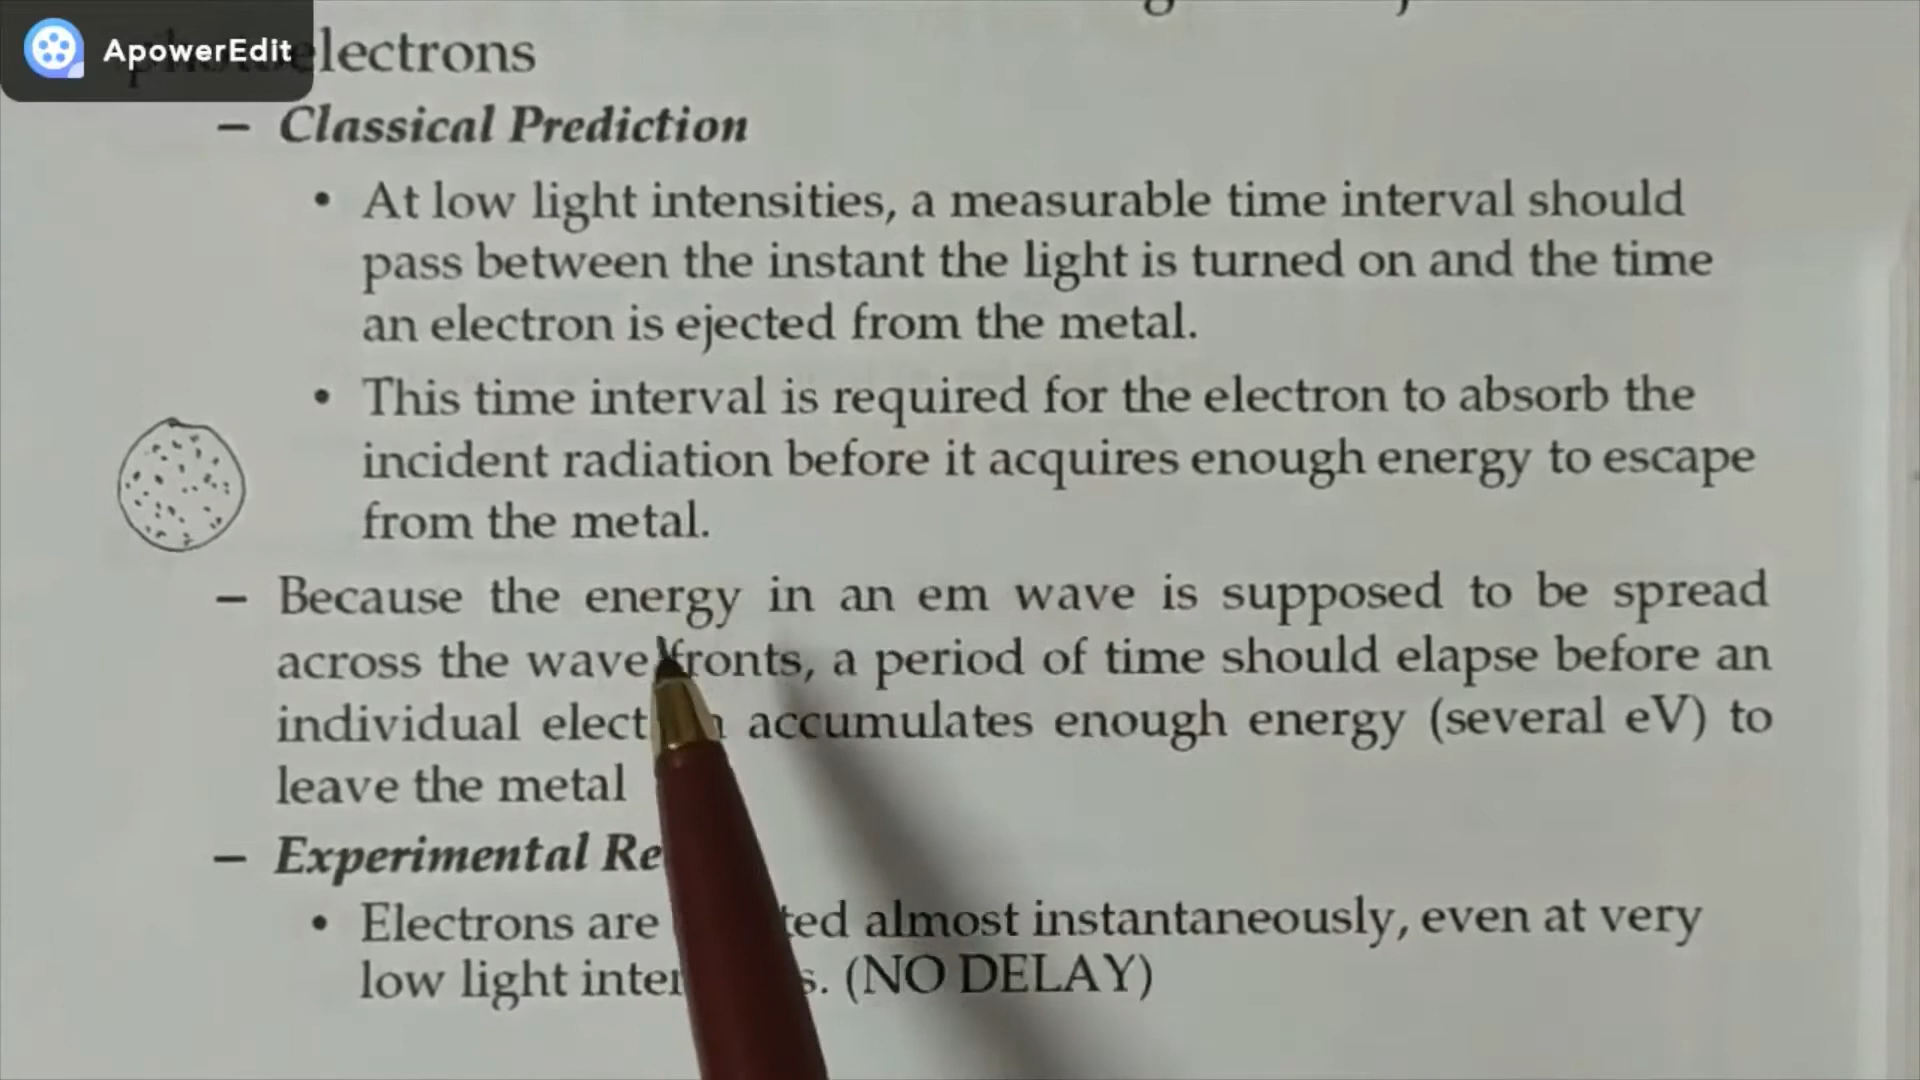 ApowerEdit
electrons
– Classical Prediction
• At low light intensities, a measurable time interval should
pass between the instant the light is turned on and the time
an electron is ejected from the metal.
• This time interval is required for the electron to absorb the
incident radiation before it acquires enough energy to escape
from the metal.
– Because the energy in an em wave is supposed to be spread
across the wave fronts, a period of time should elapse before an
individual elect accumulates enough energy (several eV) to
leave the metal
– Experimental Re
• Electrons are ted almost instantaneously, even at very
low light inter s. (NO DELAY)